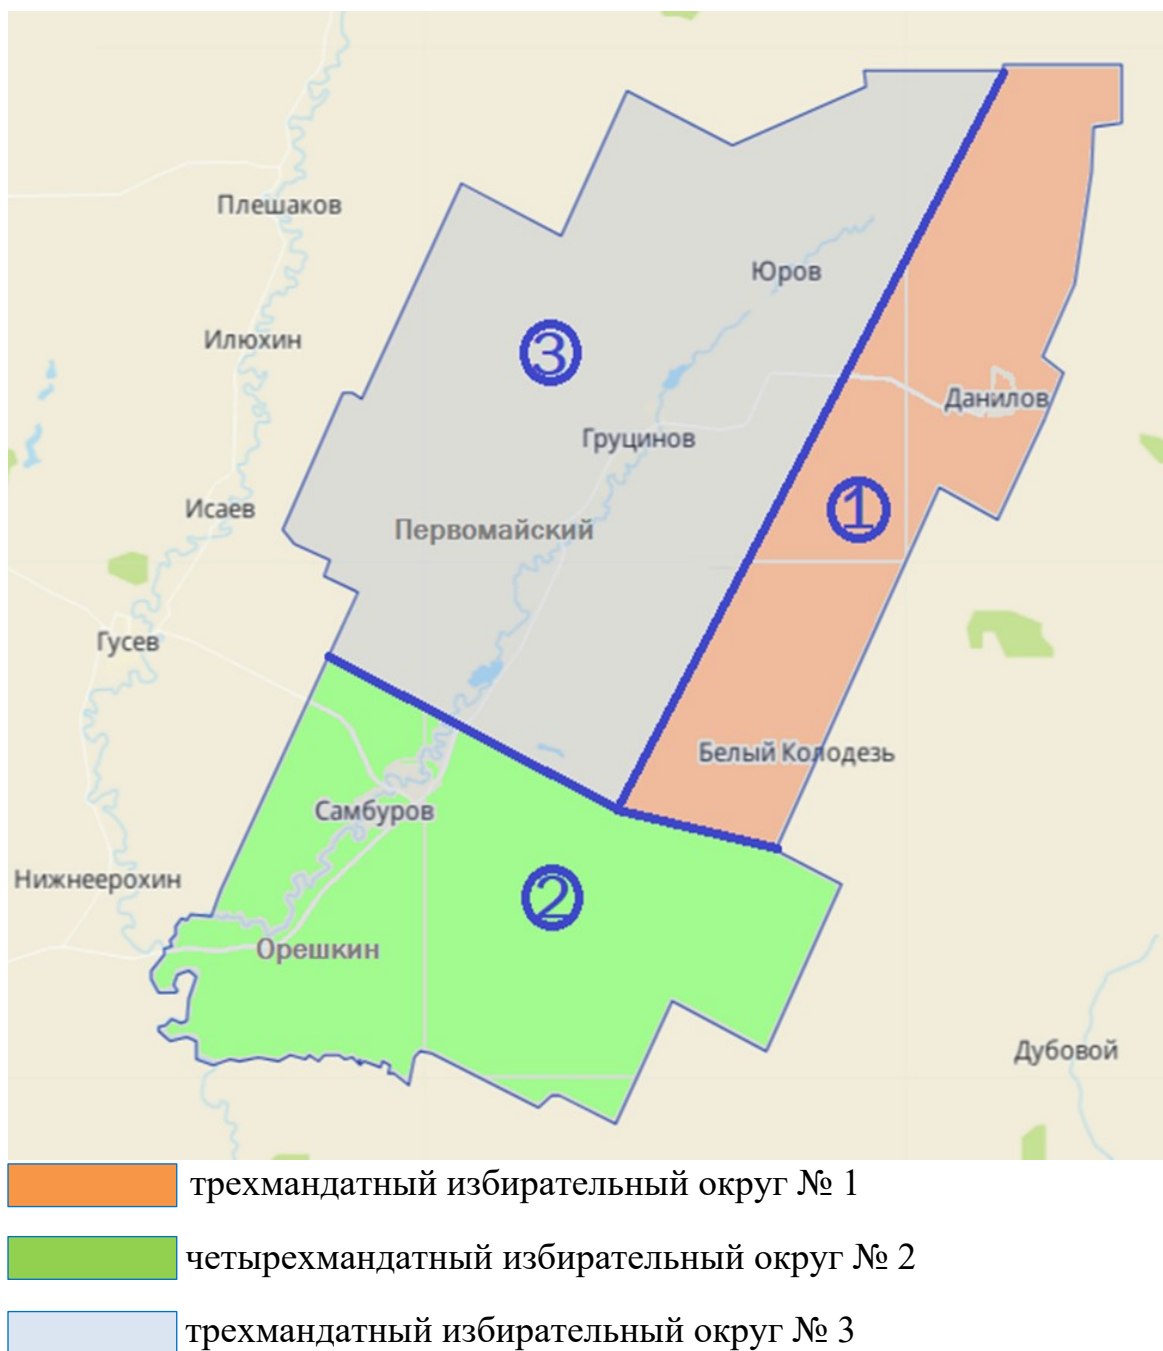 Плешаков
Юров
Илюхин
③
Данилов
Груцинов
Исаев
①
Первомайский
Гусев
Белый Колодезь
Самбуров
Нижнеерохин
②
Орешкин
Дубовой
трехмандатный избирательный округ № 1
четырехмандатный избирательный округ № 2
трехмандатный избирательный округ № 3